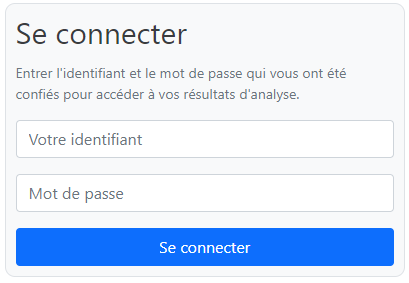 Se connecter
Entrer l'identifiant et le mot de passe qui vous ont été
confiés pour accéder à vos résultats d'analyse.
Votre identifiant
Mot de passe
Se connecter